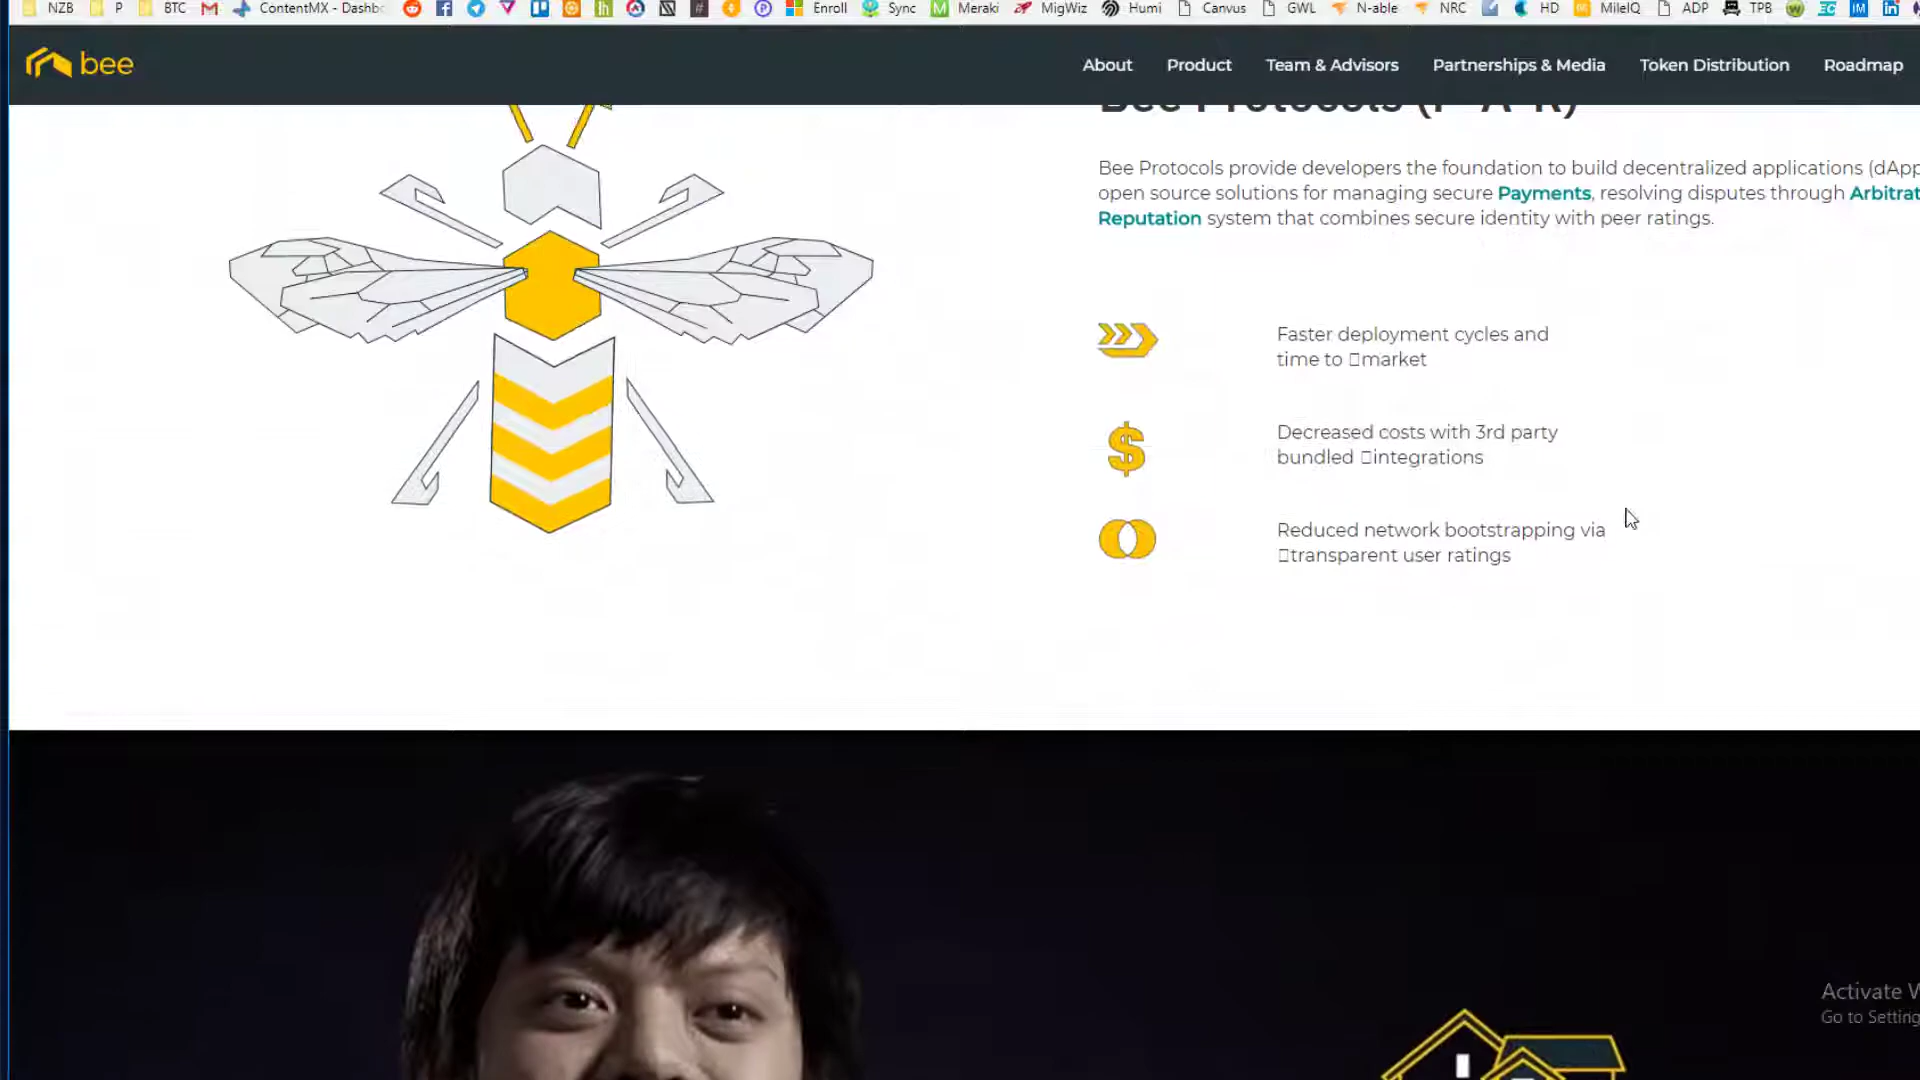 NZB P BTC ContentMX - Dashbo Enroll Sync Meraki MigWiz Humi Canvus GWL N-able NRC HD MileIQ ADP TPB
bee About Product Team & Advisors Partnerships & Media Token Distribution Roadmap
Bee Protocols
Bee Protocols provide developers the foundation to build decentralized applications (dApp
open source solutions for managing secure Payments, resolving disputes through Arbitrat
Reputation system that combines secure identity with peer ratings.
Faster deployment cycles and
time to market
$
Decreased costs with 3rd party
bundled integrations
Reduced network bootstrapping via
transparent user ratings
Activate W
Go to Setting